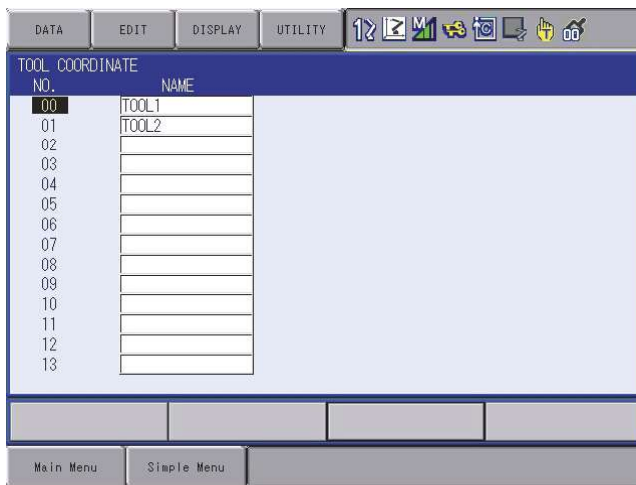 DATA EDIT DISPLAY UTILITY
TOOL COORDINATE
NO. NAME
00 TOOL1
01 TOOL2
02
03
04
05
06
07
08
09
10
11
12
13
Main Menu Simple Menu